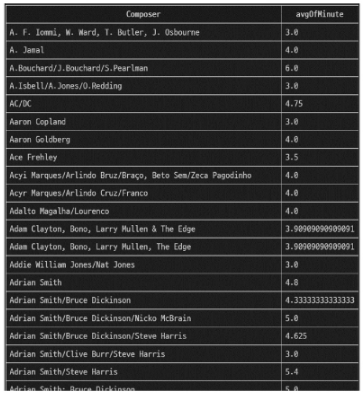 Composer avgOfMinute
A. F. Iommi, W. Ward, T. Butler, J. Osbourne 3.0
A. Jamal 4.0
A.Bouchard/J.Bouchard/S.Pearlman 6.0
A.Isbell/A.Jones/O.Redding 3.0
AC/DC 4.75
Aaron Copland 3.0
Aaron Goldberg 4.0
Ace Frehley 3.5
Acyi Marques/Arlindo Bruz/Braço, Beto Sem/Zeca Pagodinho 4.0
Acyr Marques/Arlindo Cruz/Franco 4.0
Adalto Magalha/Lourenco 4.0
Adam Clayton, Bono, Larry Mullen & The Edge 3.90909090909091
Adam Clayton, Bono, Larry Mullen, The Edge 3.90909090909091
Addie William Jones/Nat Jones 3.0
Adrian Smith 4.8
Adrian Smith/Bruce Dickinson 4.33333333333333
Adrian Smith/Bruce Dickinson/Nicko McBrain 5.0
Adrian Smith/Bruce Dickinson/Steve Harris 4.625
Adrian Smith/Clive Burr/Steve Harris 3.0
Adrian Smith/Steve Harris 5.4
Adrian Smith; Bruce Dickinson 5.0